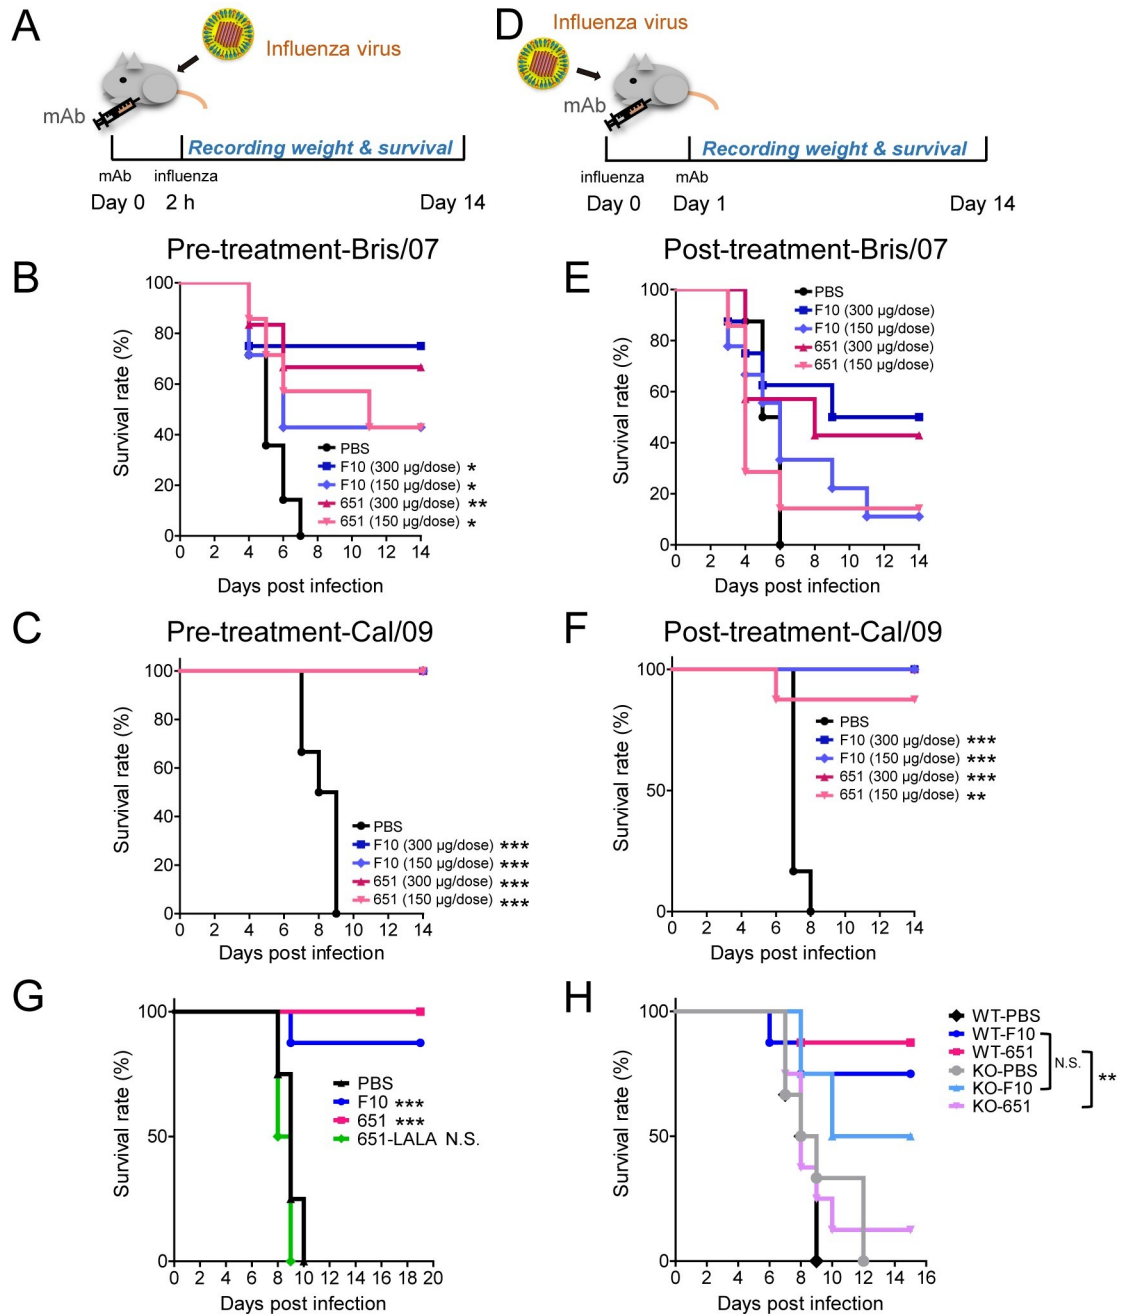 A
Influenza virus
mAb
Recording weight & survival
mAb
influenza
Day 0
2 h
Day 14
D
Influenza virus
mAb
Recording weight & survival
influenza
mAb
Day 0
Day 1
Day 14
Pre-treatment-Bris/07
B
Survival rate (%)
100
80
60
40
20
0
PBS
F10 (300 µg/dose) *
F10 (150 µg/dose) *
651 (300 µg/dose) **
651 (150 µg/dose) *
0 2 4 6 8 10 12 14
Days post infection
Post-treatment-Bris/07
E
Survival rate (%)
100
80
60
40
20
0
PBS
F10 (300 µg/dose)
F10 (150 µg/dose)
651 (300 µg/dose)
651 (150 µg/dose)
0 2 4 6 8 10 12 14
Days post infection
Pre-treatment-Cal/09
C
Survival rate (%)
100
80
60
40
20
0
PBS
F10 (300 µg/dose) ***
F10 (150 µg/dose) ***
651 (300 µg/dose) ***
651 (150 µg/dose) ***
0 2 4 6 8 10 12 14
Days post infection
Post-treatment-Cal/09
F
Survival rate (%)
100
50
0
PBS
F10 (300 µg/dose) ***
F10 (150 µg/dose) ***
651 (300 µg/dose) ***
651 (150 µg/dose) **
0 2 4 6 8 10 12 14
Days post infection
G
Survival rate (%)
100
50
0
PBS
F10 ***
651 ***
651-LALA N.S.
0 2 4 6 8 10 12 14 16 18 20
Days post infection
H
Survival rate (%)
100
50
0
WT-PBS
WT-F10
WT-651
KO-PBS
KO-F10
KO-651
N.S.
**
0 2 4 6 8 10 12 14 16
Days post infection